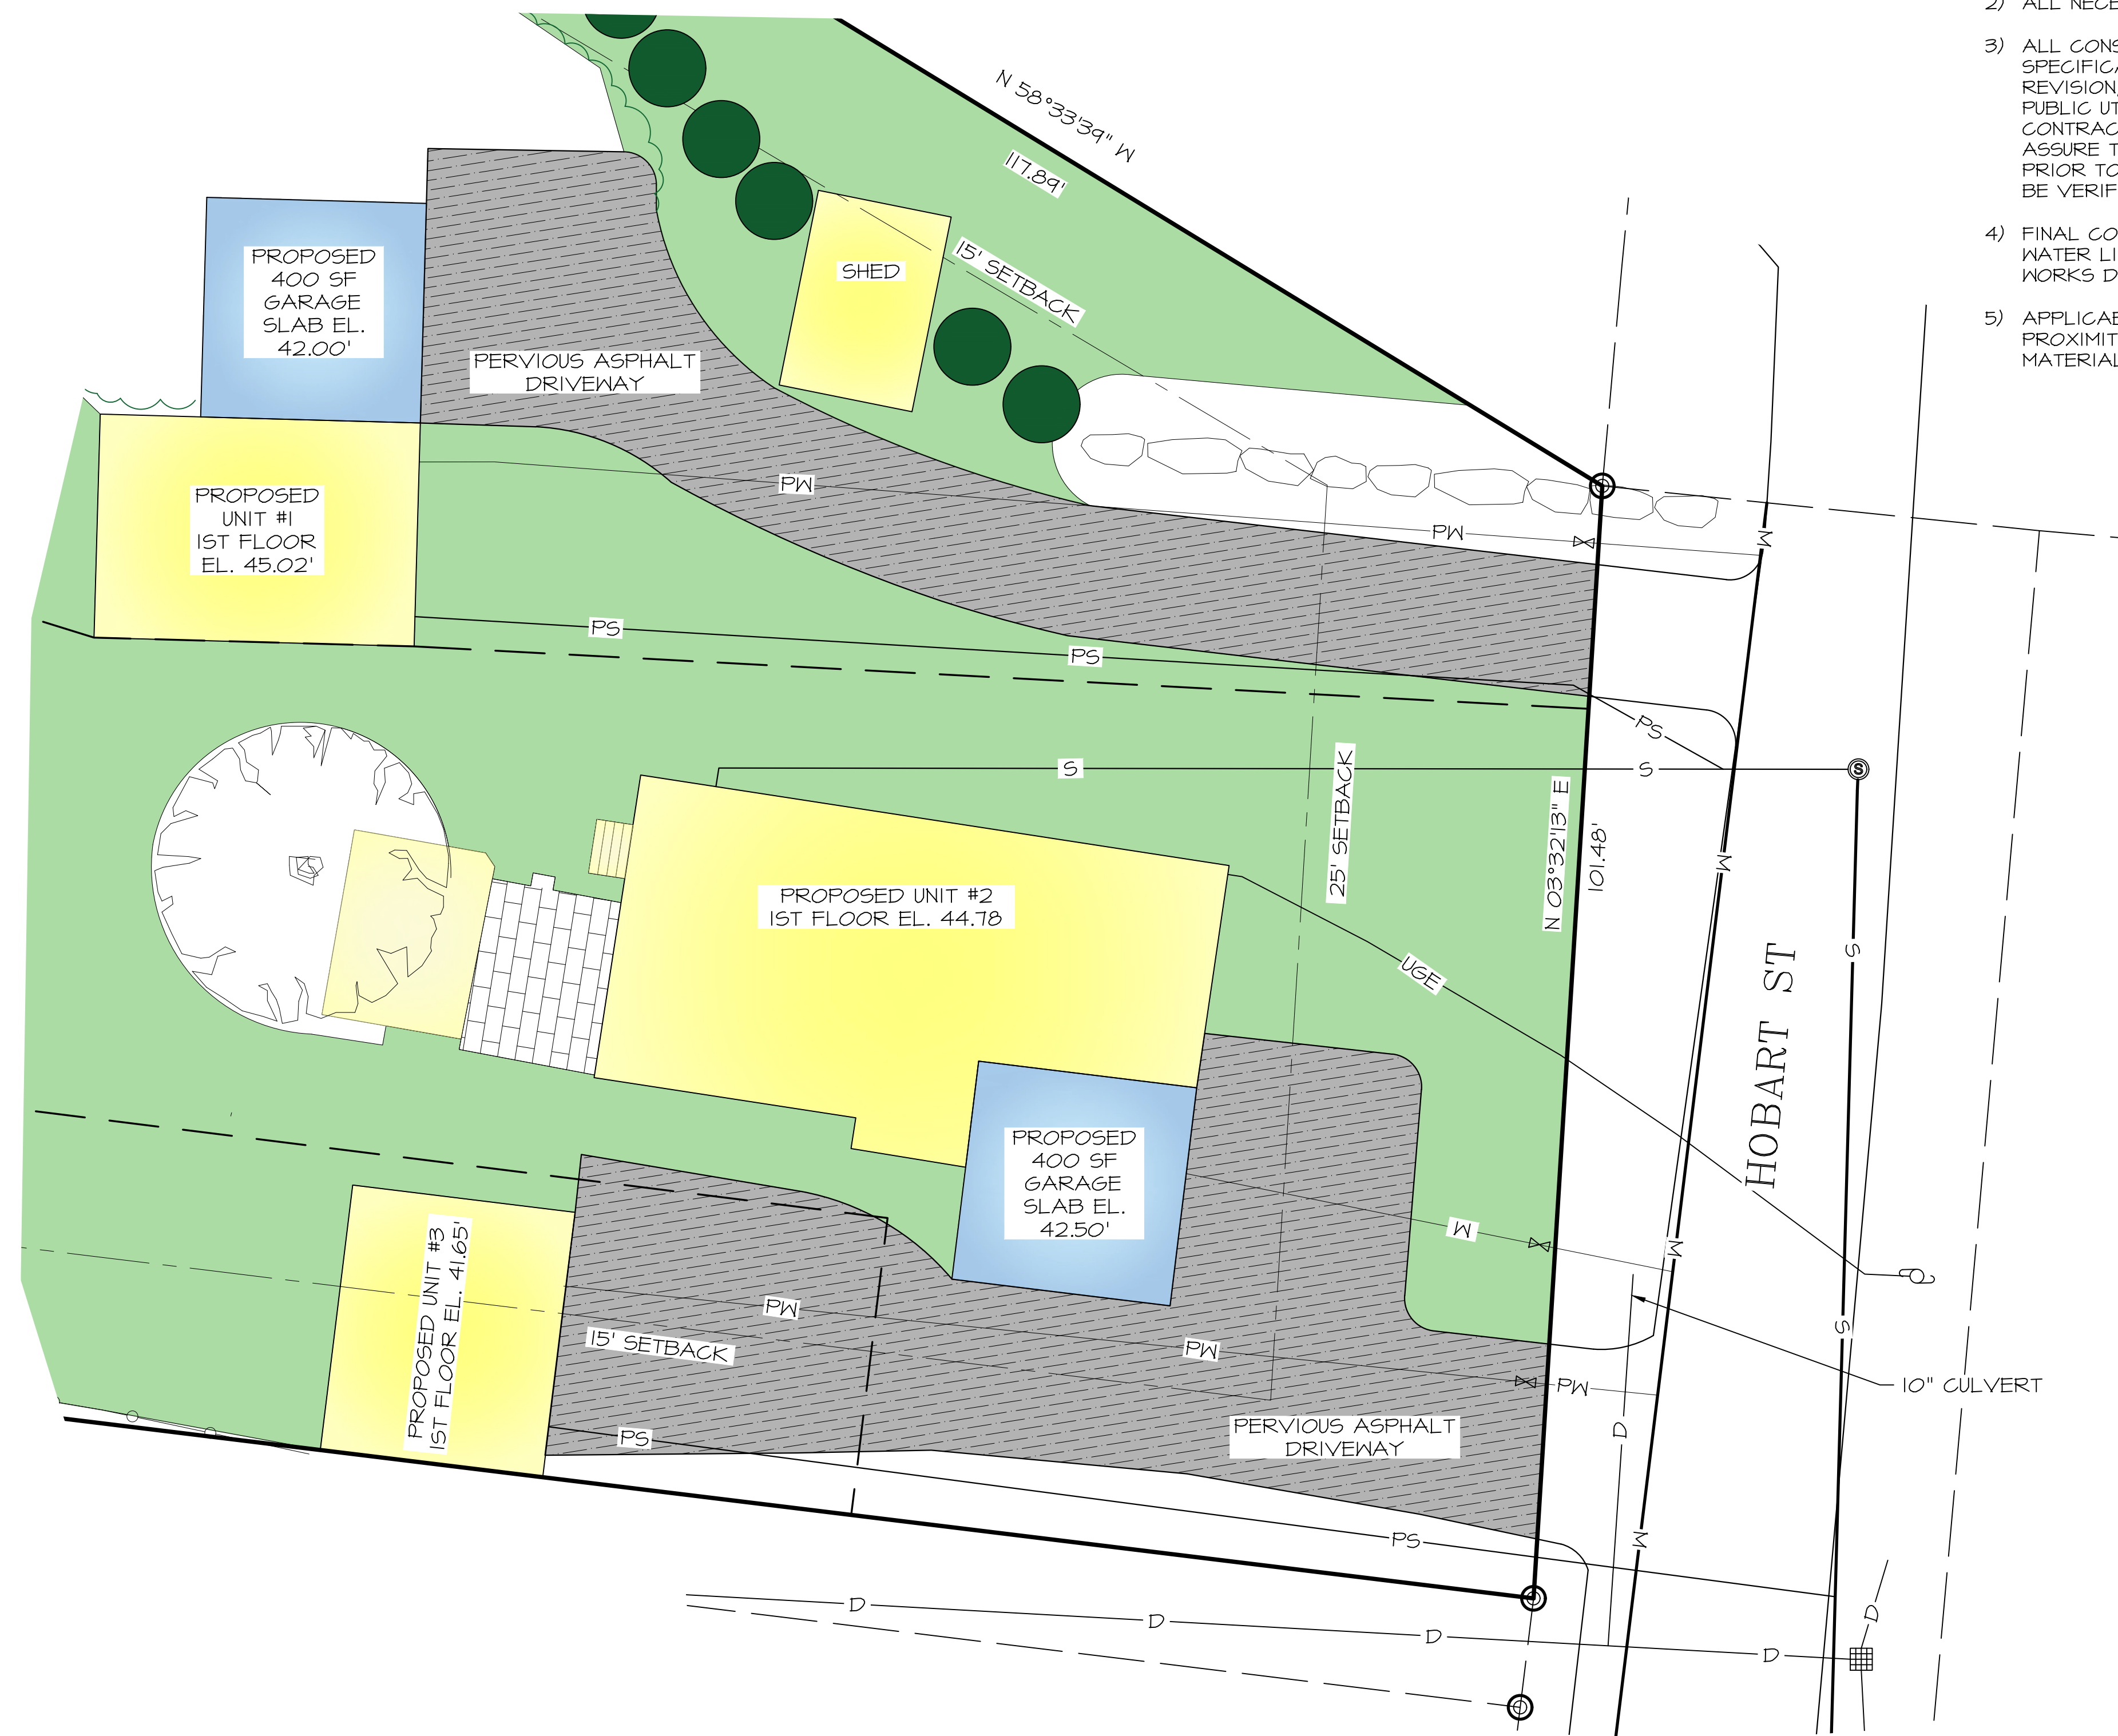 2) ALL NECE
3) ALL CONS
SPECIFICA
REVISION,
PUBLIC UT
CONTRAC
ASSURE T
PRIOR TO
BE VERIF
4) FINAL CO
WATER LI
WORKS D
5) APPLICAB
PROXIMIT
MATERIAL
N 58°33'39" W
117.89'
15' SETBACK
SHED
PROPOSED
400 SF
GARAGE
SLAB EL.
42.00'
PERVIOUS ASPHALT
DRIVEWAY
PROPOSED
UNIT #1
1ST FLOOR
EL. 45.02'
PW
PW
W
PS
PS
PS
S
S
S
25' SETBACK
N 03°32'13" E
101.48'
W
PROPOSED UNIT #2
1ST FLOOR EL. 44.78
UGE
HOBART ST
S
PROPOSED
400 SF
GARAGE
SLAB EL.
42.50'
W
W
S
PROPOSED UNIT #3
1ST FLOOR EL. 41.65'
PW
15' SETBACK
PW
PW
10" CULVERT
PERVIOUS ASPHALT
DRIVEWAY
D
PS
PS
W
D
D
D
D
D